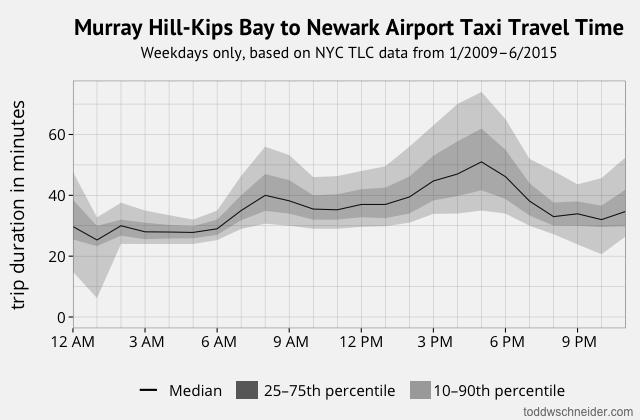 Murray Hill-Kips Bay to Newark Airport Taxi Travel Time
Weekdays only, based on NYC TLC data from 1/2009–6/2015
trip duration in minutes
60
40
20
0
12 AM 3 AM 6 AM 9 AM 12 PM 3 PM 6 PM 9 PM
Median 25–75th percentile 10–90th percentile
toddwschneider.com